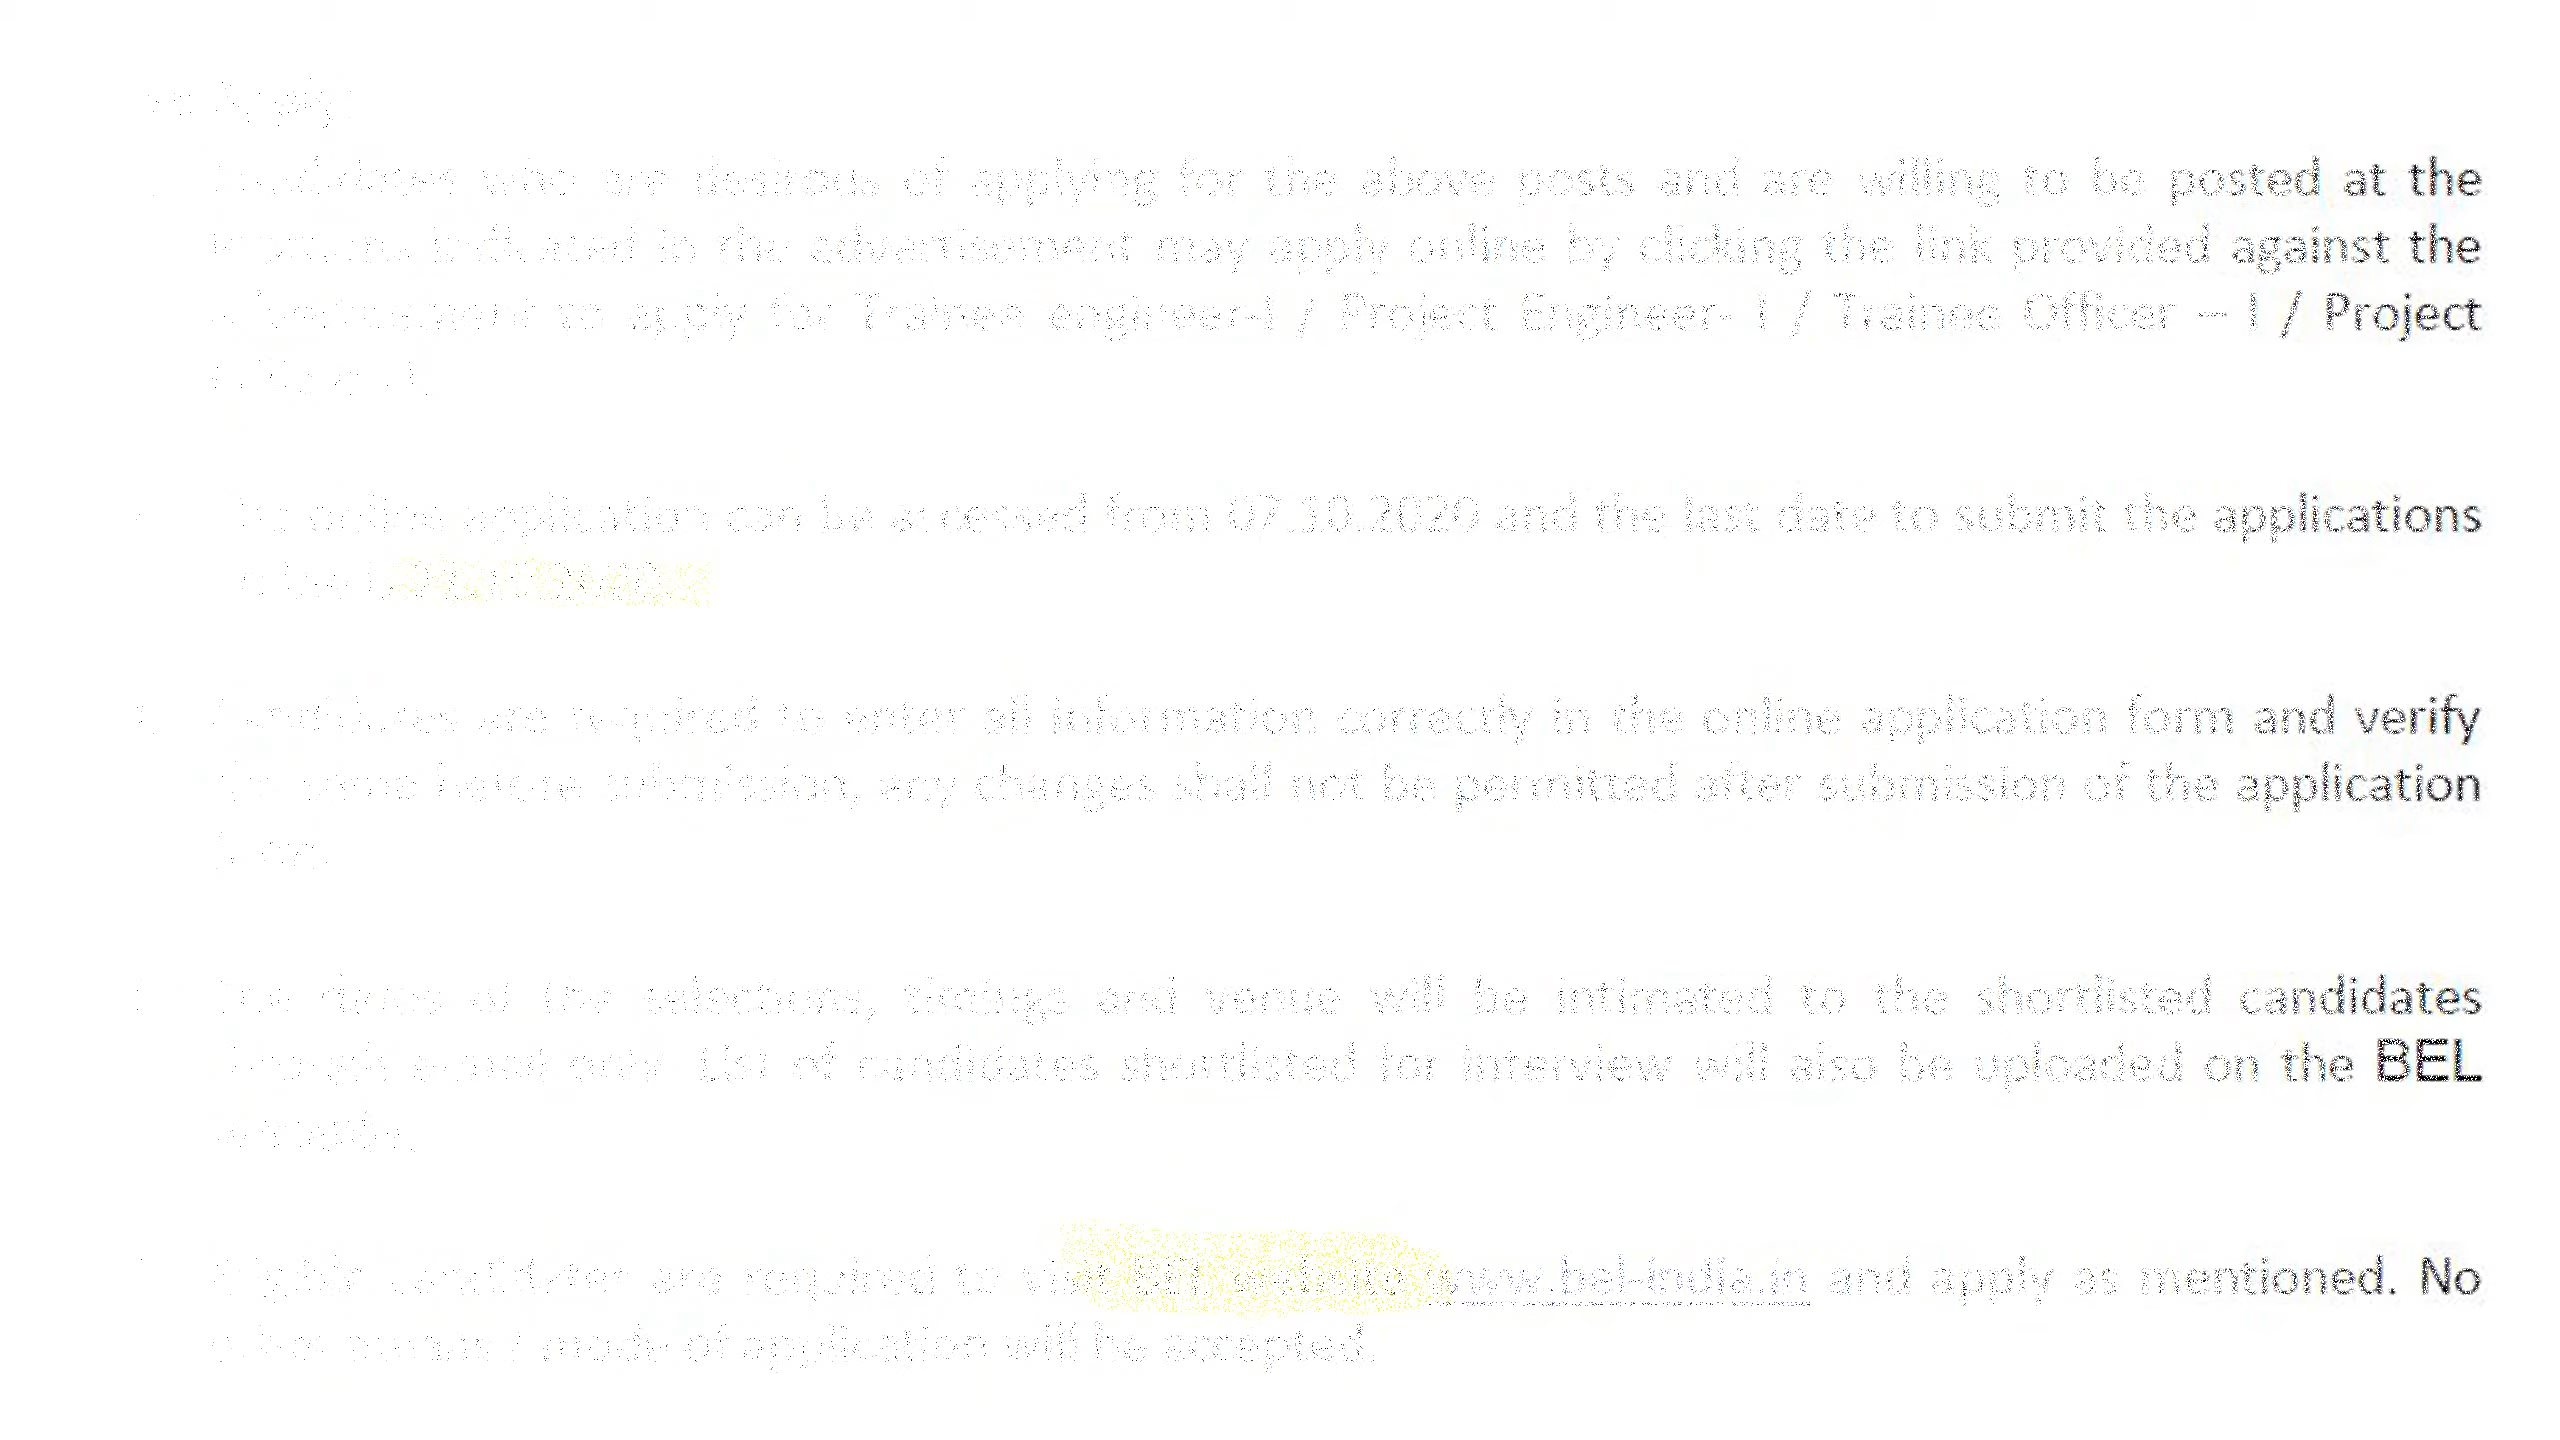 Apply
Candidates who are desirous of applying for the above posts and are willing to be posted at the
locations indicated in the advertisement may apply online by clicking the link provided against the
advertisement to apply for Trainee engineer-I / Project Engineer- I / Trainee Officer – I / Project
online application can be accessed from 07.10.2020 and the last date to submit the applications
Candidates are required to enter all information correctly in the online application form and verify
the same before submission, any changes shall not be permitted after submission of the application
The dates of the selections, timings and venue will be intimated to the shortlisted candidates
through e-mail only. List of candidates shortlisted for interview will also be uploaded on the BEL
website.
Eligible candidates are required to visit BEL website www.bel-india.in and apply as mentioned. No
other means / mode of application will be accepted.